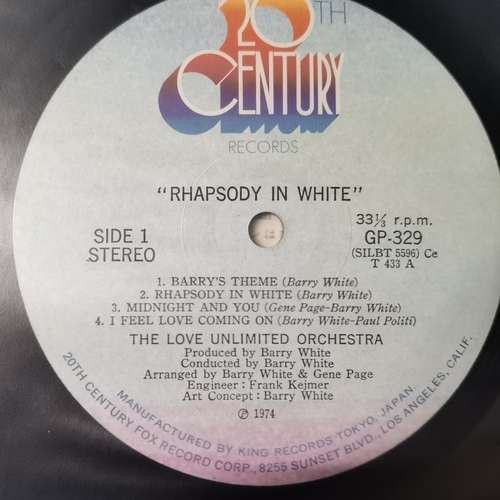 20TH
CENTURY
RECORDS
"RHAPSODY IN WHITE"
SIDE 1
STEREO
33⅓ r.p.m.
GP-329
(SILBT 5596) Ce
T 433 A
1. BARRY'S THEME (Barry White)
2. RHAPSODY IN WHITE (Barry White)
3. MIDNIGHT AND YOU (Gene Page-Barry White)
4. I FEEL LOVE COMING ON (Barry White-Paul Politi)
THE LOVE UNLIMITED ORCHESTRA
Produced by Barry White
Conducted by Barry White
Arranged by Barry White & Gene Page
Engineer : Frank Kejmer
Art Concept : Barry White
℗ 1974
MANUFACTURED BY KING RECORDS TOKYO, JAPAN
20TH CENTURY FOX RECORD CORP., 8255 SUNSET BLVD., LOS ANGELES, CALIF.